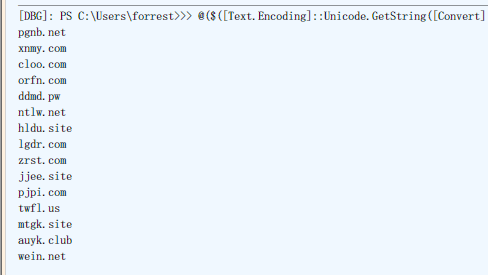 [DBG]: PS C:\Users\forrest>>> @($([Text.Encoding]::Unicode.GetString([Convert]
pgnb.net
xnmy.com
cloo.com
orfn.com
ddmd.pw
ntlw.net
hldu.site
lgdr.com
zrst.com
jjee.site
pjpi.com
twfl.us
mtgk.site
auyk.club
wein.net